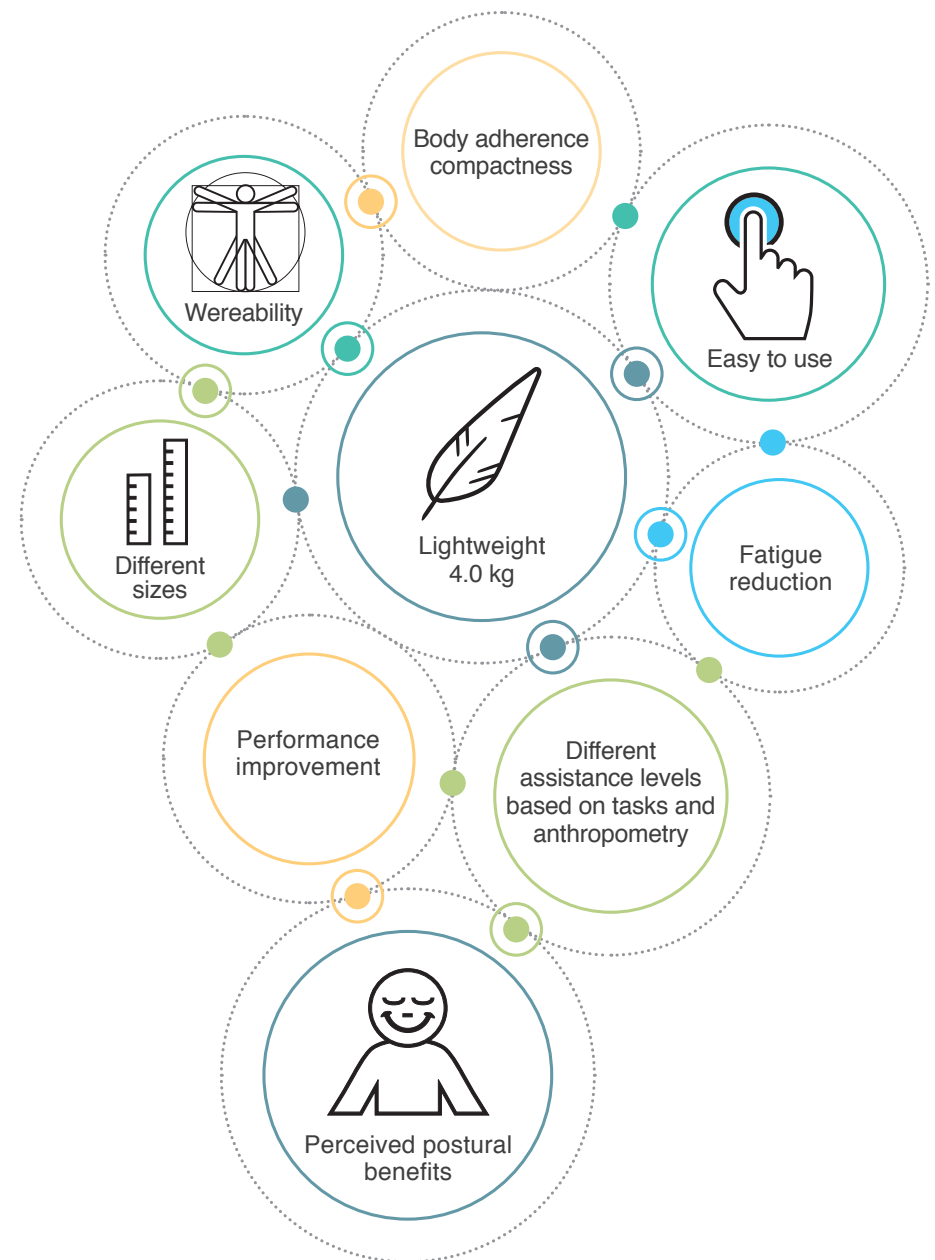 Body adherence
compactness
Wereability
Easy to use
Lightweight
4.0 kg
Different
sizes
Fatigue
reduction
Performance
improvement
Different
assistance levels
based on tasks and
anthropometry
Perceived postural
benefits